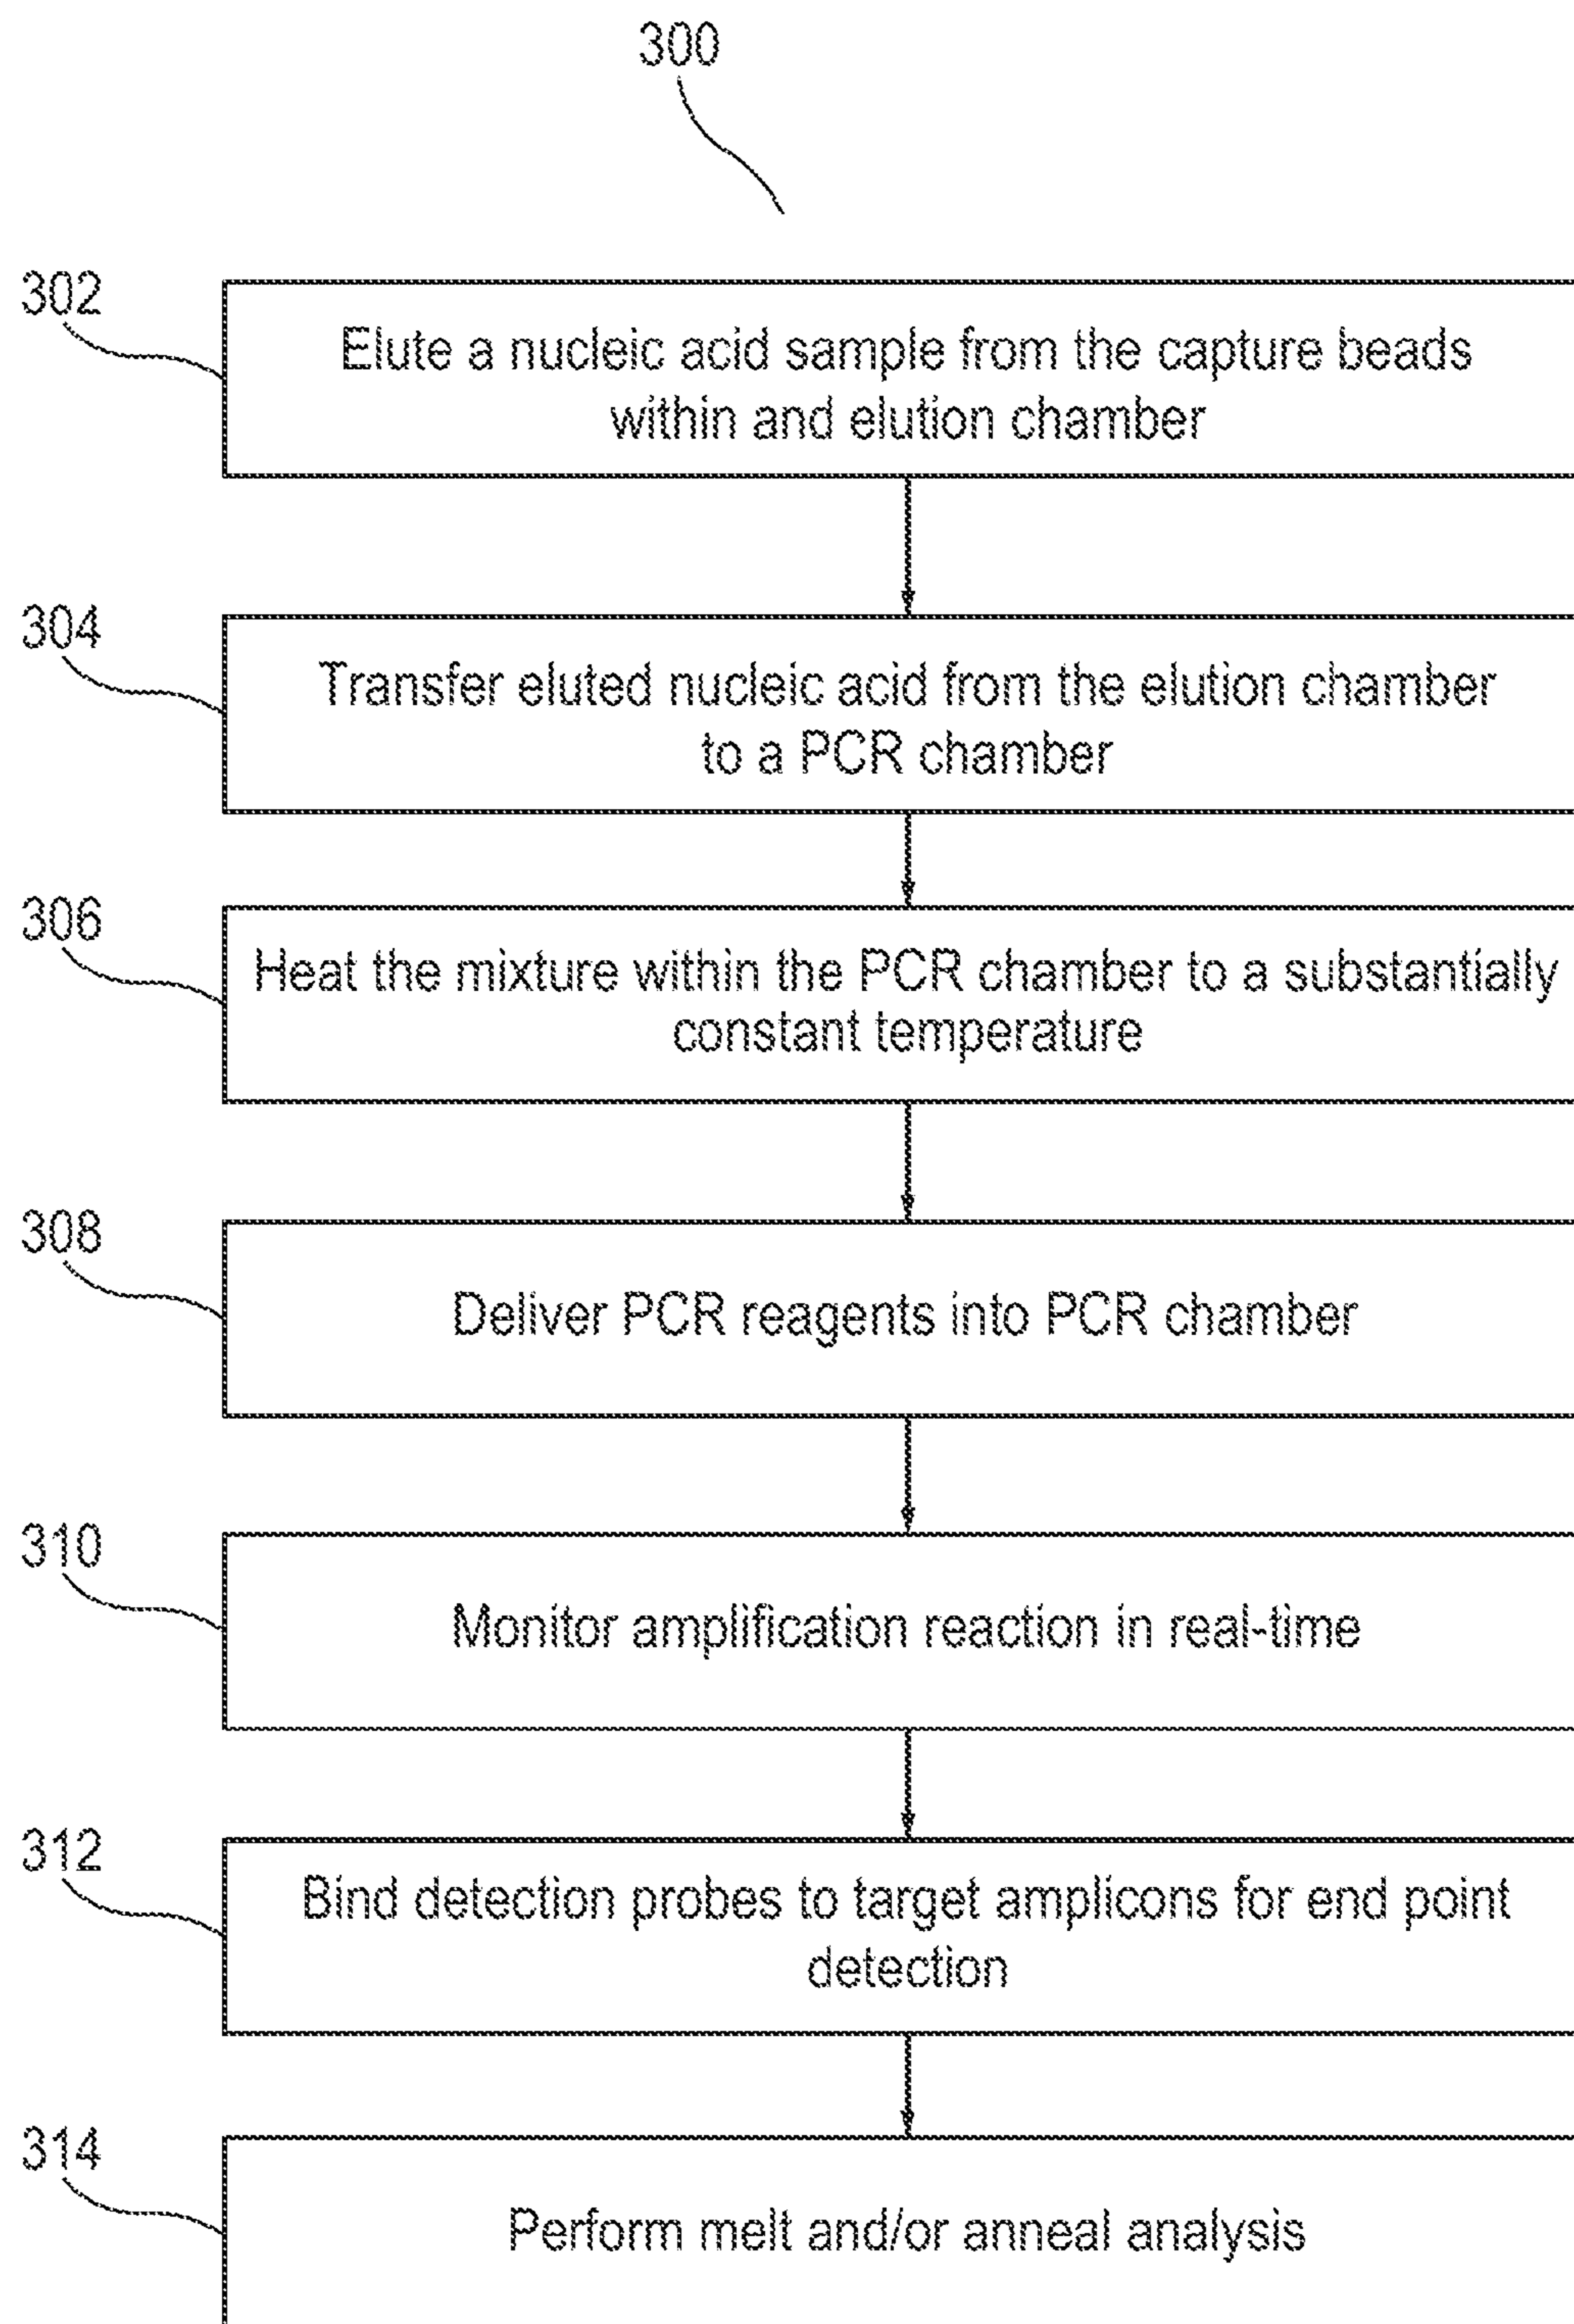 300
302
Elute a nucleic acid sample from the capture beads
within and elution chamber
304
Transfer eluted nucleic acid from the elution chamber
to a PCR chamber
306
Heat the mixture within the PCR chamber to a substantially
constant temperature
308
Deliver PCR reagents into PCR chamber
310
Monitor amplification reaction in real-time
312
Bind detection probes to target amplicons for end point
detection
314
Perform melt and/or anneal analysis